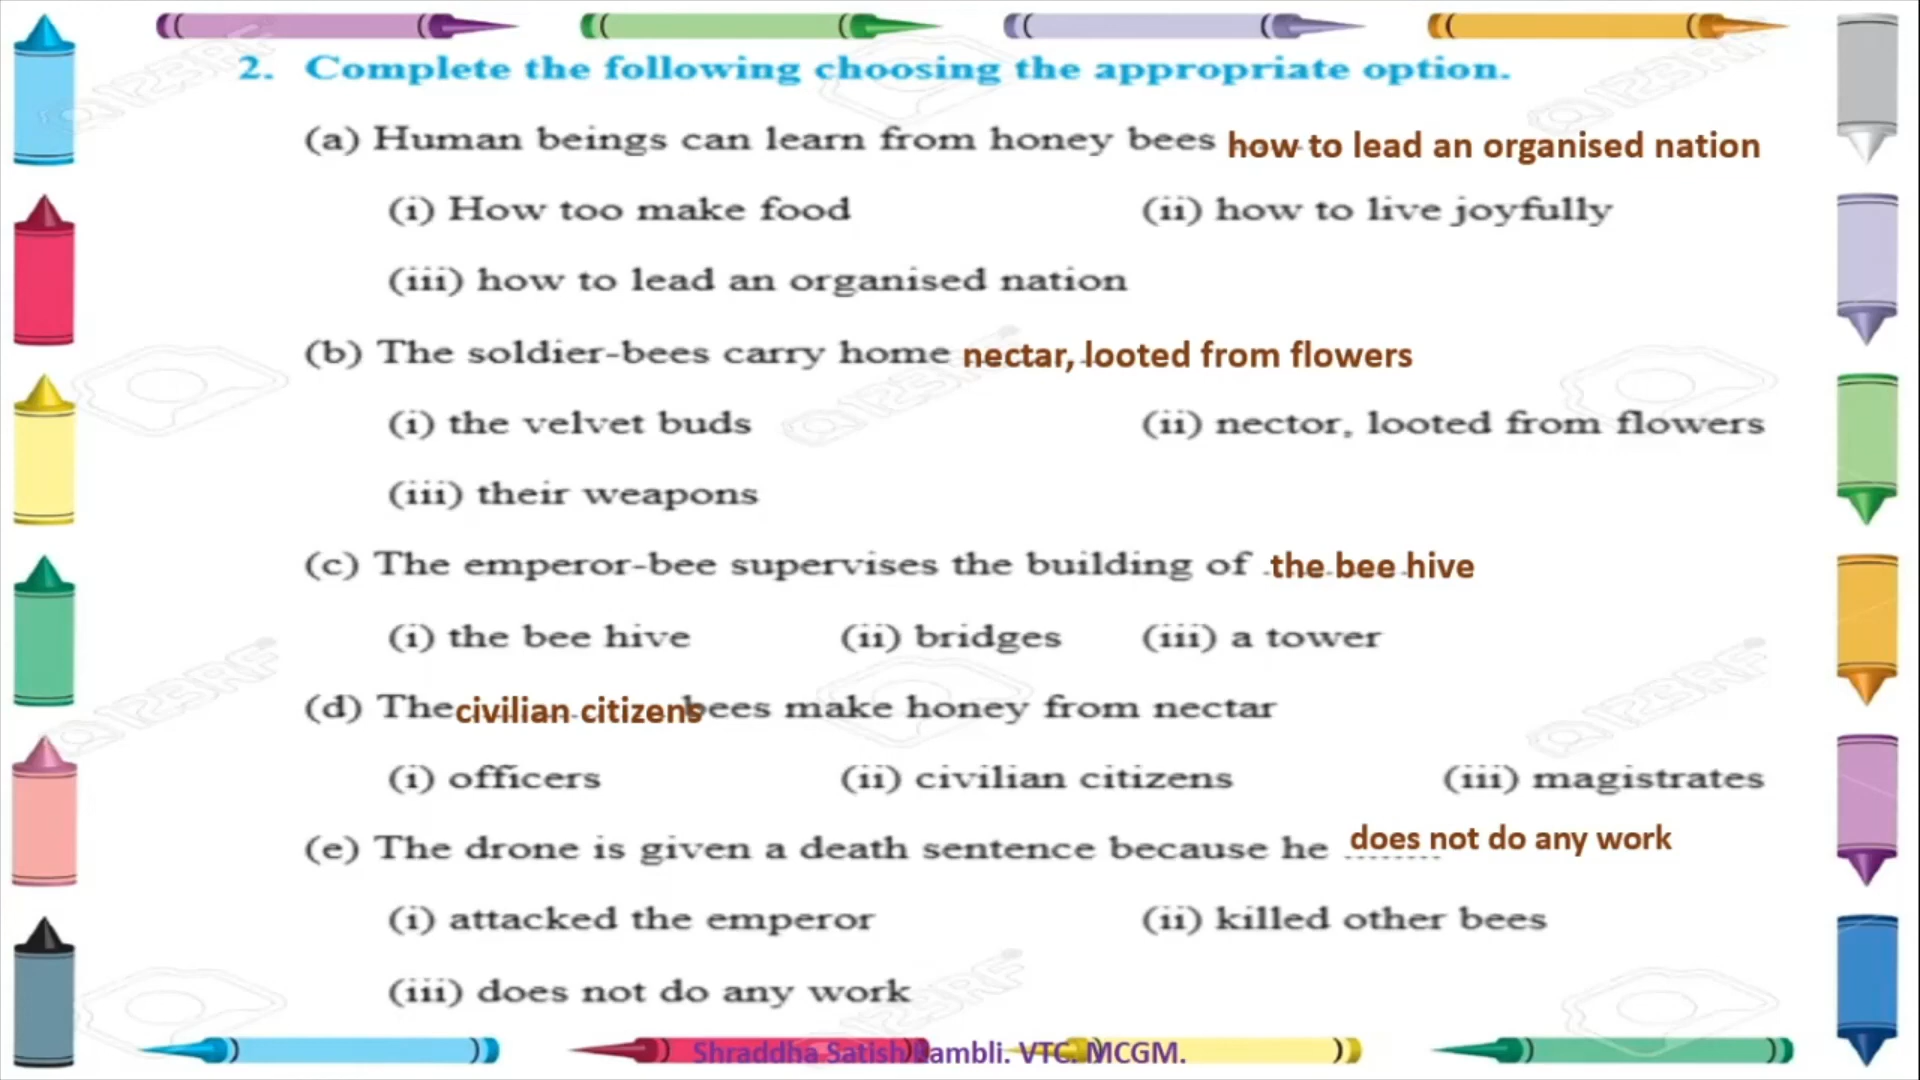 2. Complete the following choosing the appropriate option.
(a) Human beings can learn from honey bees how to lead an organised nation
(i) How too make food (ii) how to live joyfully
(iii) how to lead an organised nation
(b) The soldier-bees carry home nectar, looted from flowers
(i) the velvet buds (ii) nector, looted from flowers
(iii) their weapons
(c) The emperor-bee supervises the building of the bee hive
(i) the bee hive (ii) bridges (iii) a tower
(d) The civilian citizens bees make honey from nectar
(i) officers (ii) civilian citizens (iii) magistrates
(e) The drone is given a death sentence because he ........ does not do any work
(i) attacked the emperor (ii) killed other bees
(iii) does not do any work
Shraddha Satish Lambli. VTC. MCGM.